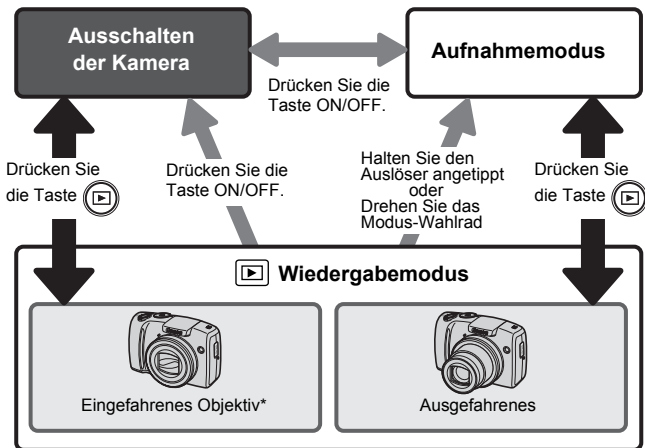 Ausschalten
der Kamera
Aufnahmemodus
Drücken Sie die
Taste ON/OFF.
Drücken Sie
die Taste
Drücken Sie die
Taste ON/OFF.
Halten Sie den
Auslöser angetippt
oder
Drehen Sie das
Modus-Wahlrad
Drücken Sie
die Taste
Wiedergabemodus
Eingefahrenes Objektiv*
Ausgefahrenes